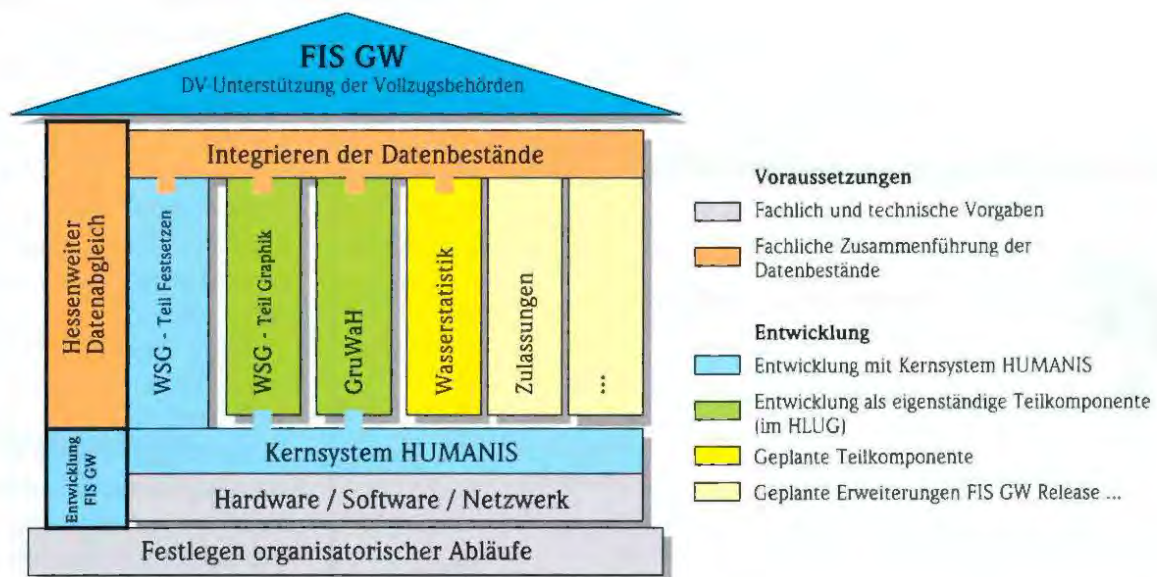 FIS GW
DV-Unterstützung der Vollzugsbehörden
Integrieren der Datenbestände
Hessenweiter
Datenabgleich
WSG - Teil Festsetzen
WSG - Teil Graphik
GruWaH
Wasserstatistik
Zulassungen
...
Entwicklung
FIS GW
Kernsystem HUMANIS
Hardware / Software / Netzwerk
Festlegen organisatorischer Abläufe
Voraussetzungen
Fachlich und technische Vorgaben
Fachliche Zusammenführung der
Datenbestände
Entwicklung
Entwicklung mit Kernsystem HUMANIS
Entwicklung als eigenständige Teilkomponente
(im HLUG)
Geplante Teilkomponente
Geplante Erweiterungen FIS GW Release ...